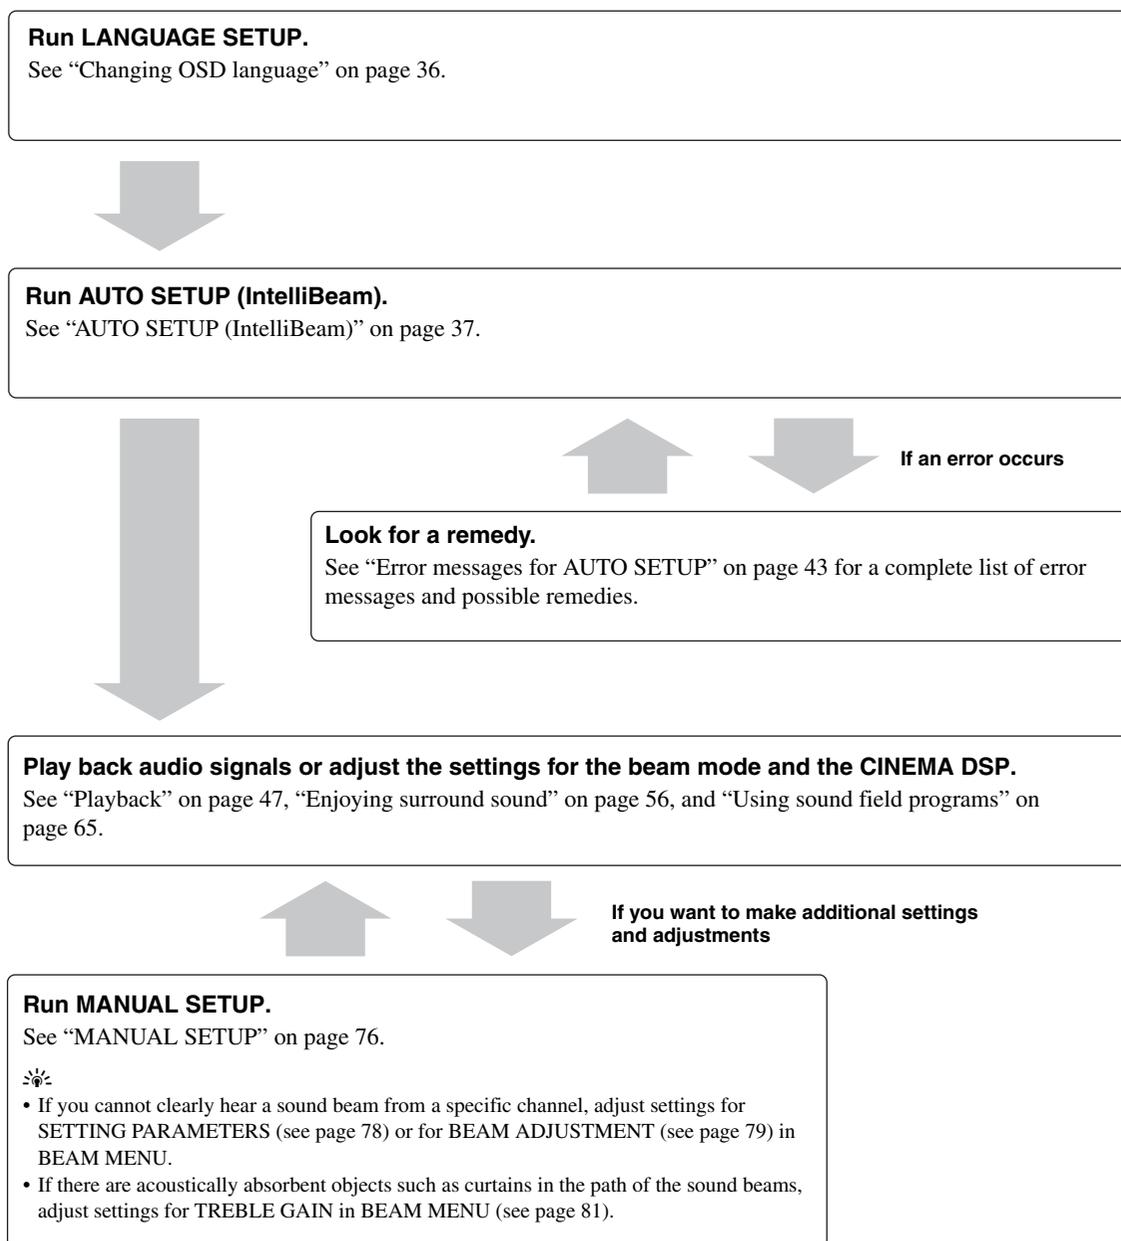 Run LANGUAGE SETUP.
See “Changing OSD language” on page 36.
Run AUTO SETUP (IntelliBeam).
See “AUTO SETUP (IntelliBeam)” on page 37.
If an error occurs
Look for a remedy.
See “Error messages for AUTO SETUP” on page 43 for a complete list of error
messages and possible remedies.
Play back audio signals or adjust the settings for the beam mode and the CINEMA DSP.
See “Playback” on page 47, “Enjoying surround sound” on page 56, and “Using sound field programs” on
page 65.
If you want to make additional settings
and adjustments
Run MANUAL SETUP.
See “MANUAL SETUP” on page 76.
• If you cannot clearly hear a sound beam from a specific channel, adjust settings for
SETTING PARAMETERS (see page 78) or for BEAM ADJUSTMENT (see page 79) in
BEAM MENU.
• If there are acoustically absorbent objects such as curtains in the path of the sound beams,
adjust settings for TREBLE GAIN in BEAM MENU (see page 81).